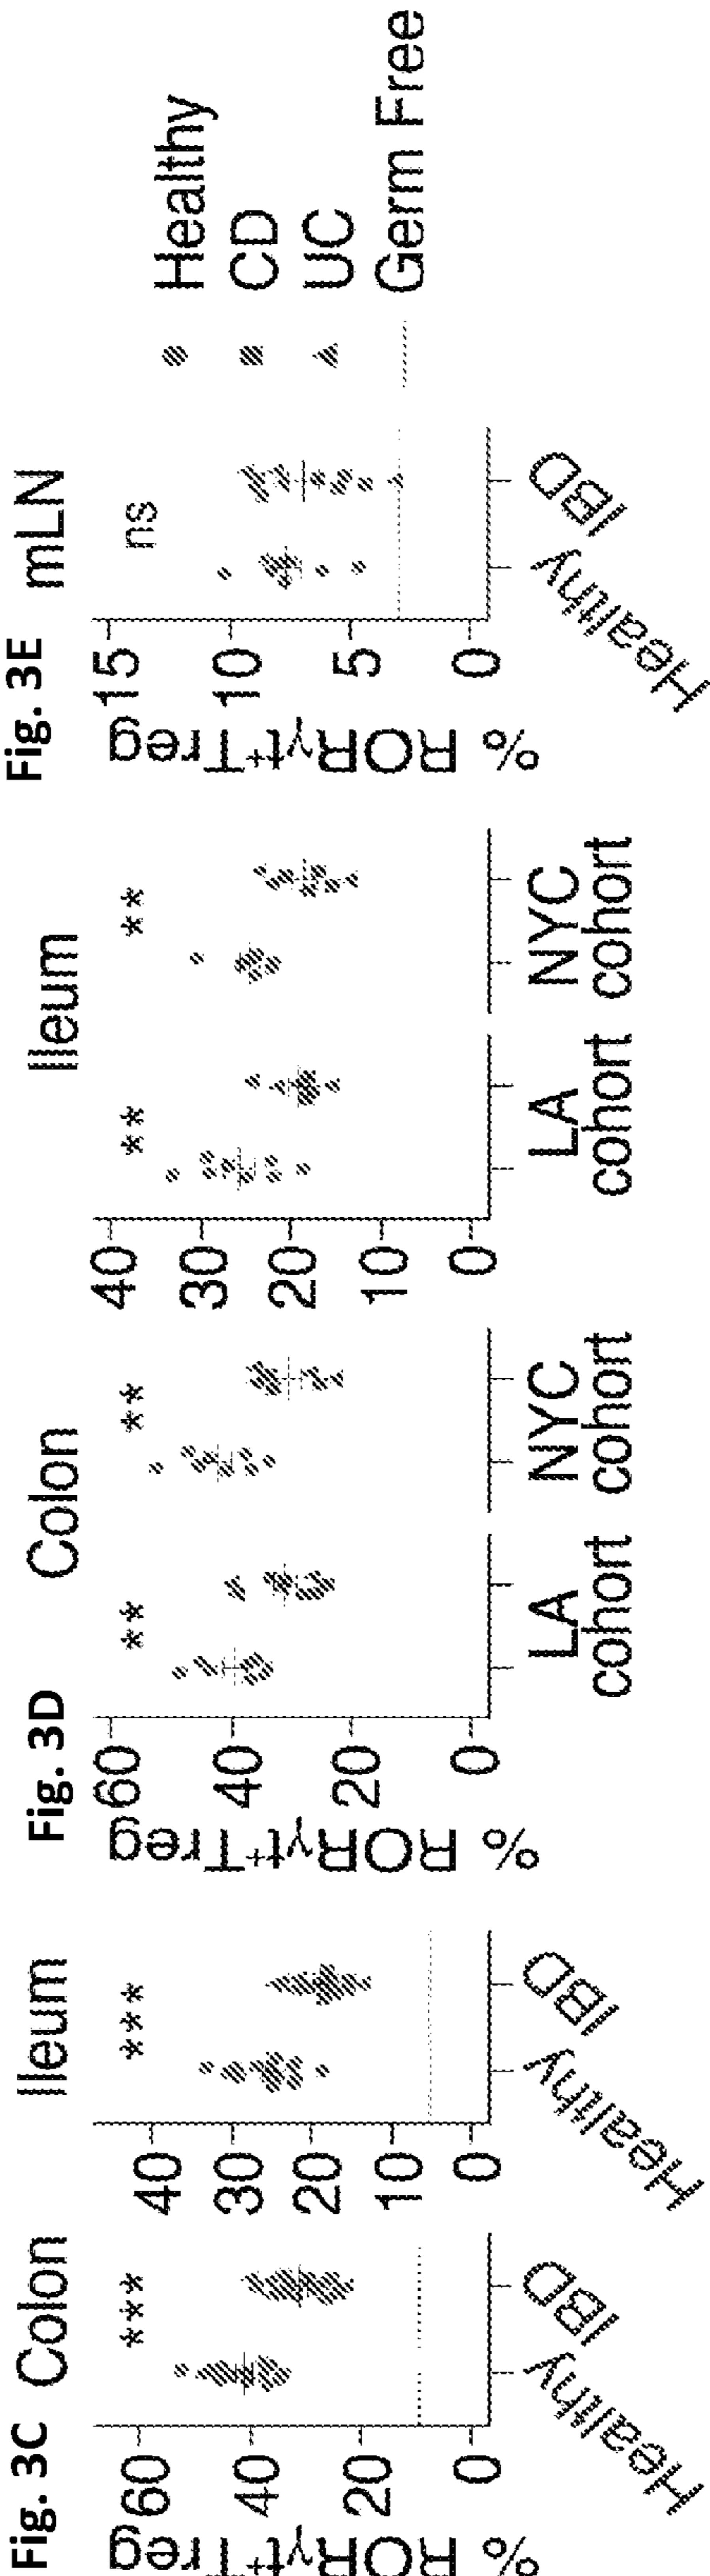 Fig. 3C
Colon
Ileum
% RORγt+Treg
60
40
20
0
***
40
30
20
10
0
***
Healthy
IBD
Healthy
IBD
Fig. 3D
Colon
Ileum
% RORγt+Treg
60
40
20
0
**
**
40
30
20
10
0
**
**
LA
cohort
NYC
cohort
LA
cohort
NYC
cohort
Fig. 3E
mLN
% RORγt+Treg
15
10
5
0
ns
Healthy
IBD
Healthy
CD
UC
Germ Free